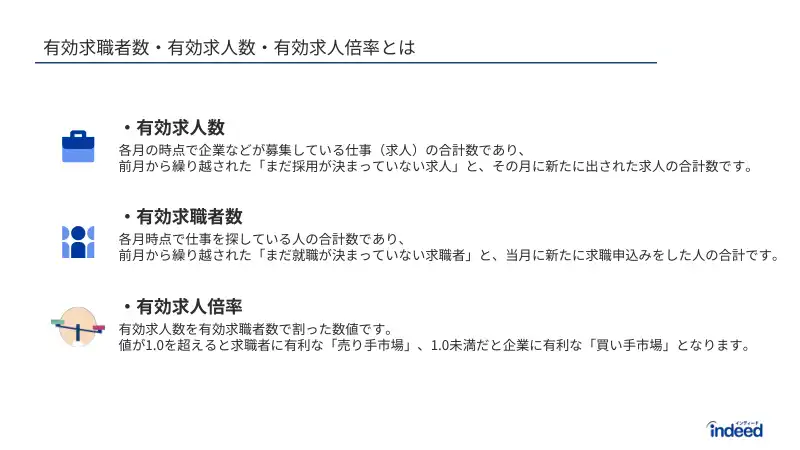 有効求職者数・有効求人数・有効求人倍率とは
・有効求人数
各月の時点で企業などが募集している仕事（求人）の合計数であり、
前月から繰り越された「まだ採用が決まっていない求人」と、その月に新たに出された求人の合計数です。
・有効求職者数
各月時点で仕事を探している人の合計数であり、
前月から繰り越された「まだ就職が決まっていない求職者」と、当月に新たに求職申込みをした人の合計です。
・有効求人倍率
有効求人数を有効求職者数で割った数値です。
値が1.0を超えると求職者に有利な「売り手市場」、1.0未満だと企業に有利な「買い手市場」となります。
インディード
indeed